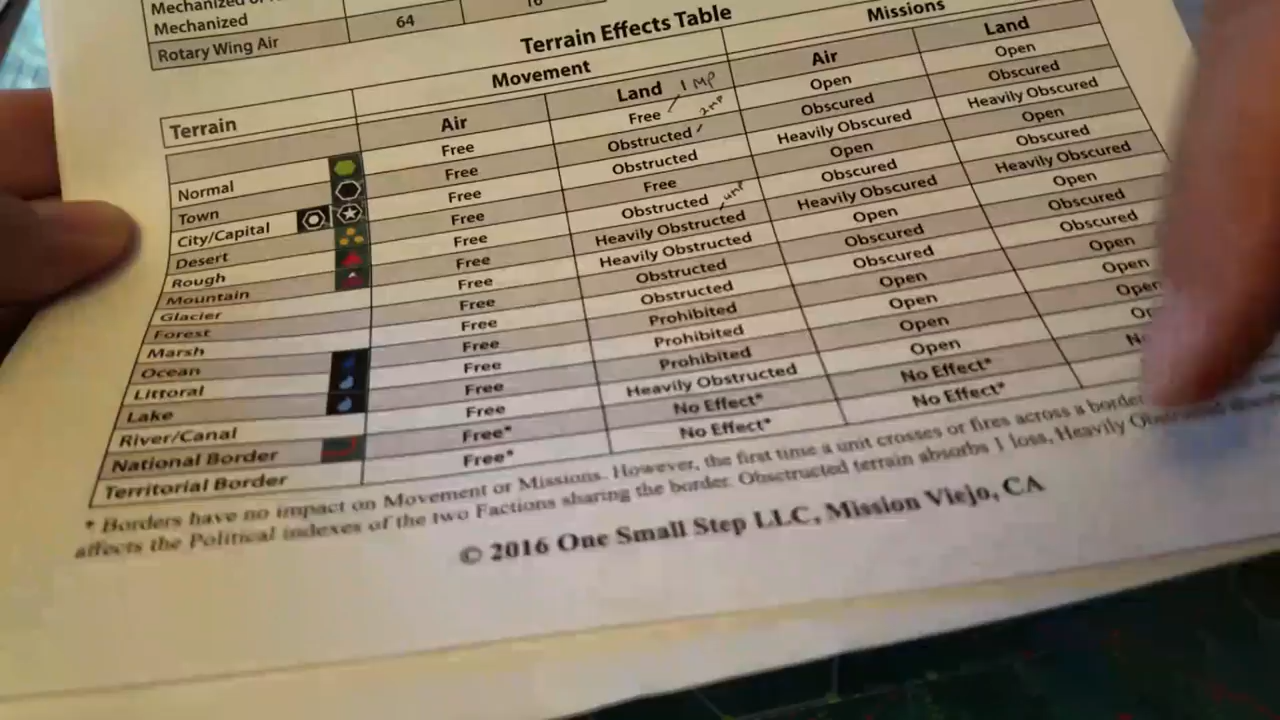 Mechanized
64
Rotary Wing Air
Terrain Effects Table
Movement Missions
Terrain Air Land 1 MP Air Land
Normal Free Free Open Open
2MP
Town Free Obstructed Obscured Obscured
City/Capital Free Obstructed Heavily Obscured Heavily Obscured
Desert Free Free Open Open
Rough Free Obstructed Obscured Obscured
4MP
Mountain Free Heavily Obstructed Heavily Obscured Heavily Obscured
Glacier Free Heavily Obstructed Open Open
Forest Free Obstructed Obscured Obscured
Marsh Free Obstructed Obscured Obscured
Ocean Free Prohibited Open Open
Littoral Free Prohibited Open Open
Lake Free Prohibited Open Open
River/Canal Free Heavily Obstructed Open
National Border Free* No Effect* No Effect*
Territorial Border Free* No Effect* No Effect*
* Borders have no impact on Movement or Missions. However, the first time a unit crosses or fires across a border
affects the Political indexes of the two Factions sharing the border. Obsctructed terrain absorbs 1 loss, Heavily
© 2016 One Small Step LLC, Mission Viejo, CA